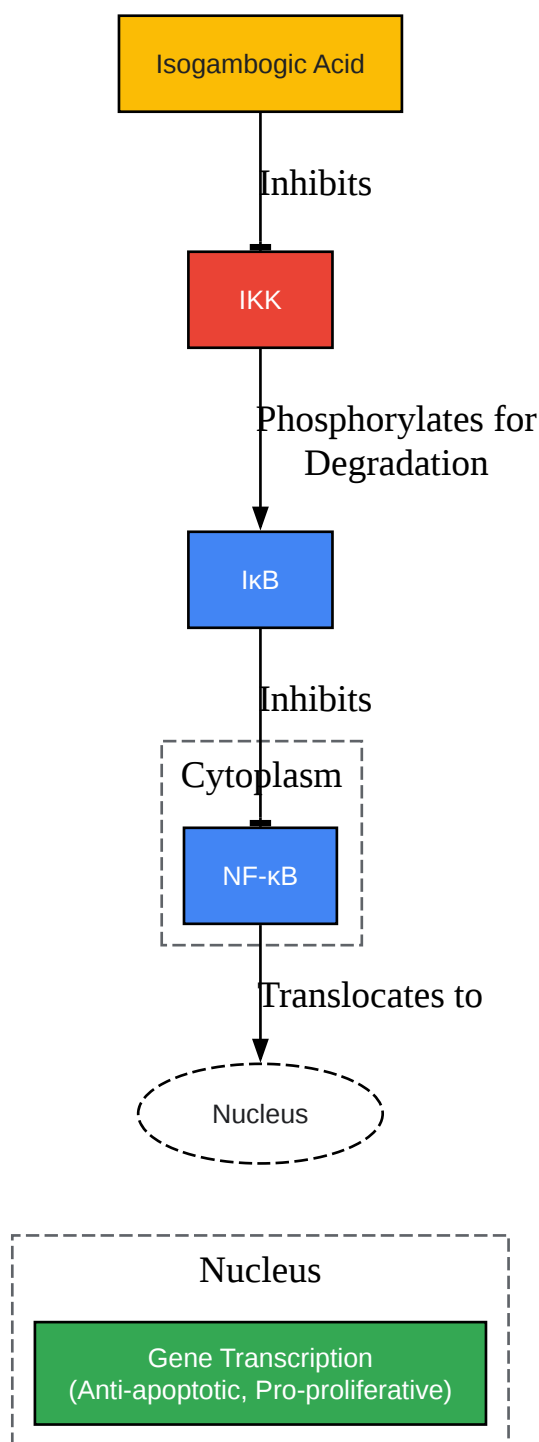 Isogambogic Acid
Inhibits
IKK
Phosphorylates for
Degradation
IκB
Inhibits
Cytoplasm
NF-κB
Translocates to
Nucleus
Nucleus
Gene Transcription
(Anti-apoptotic, Pro-proliferative)